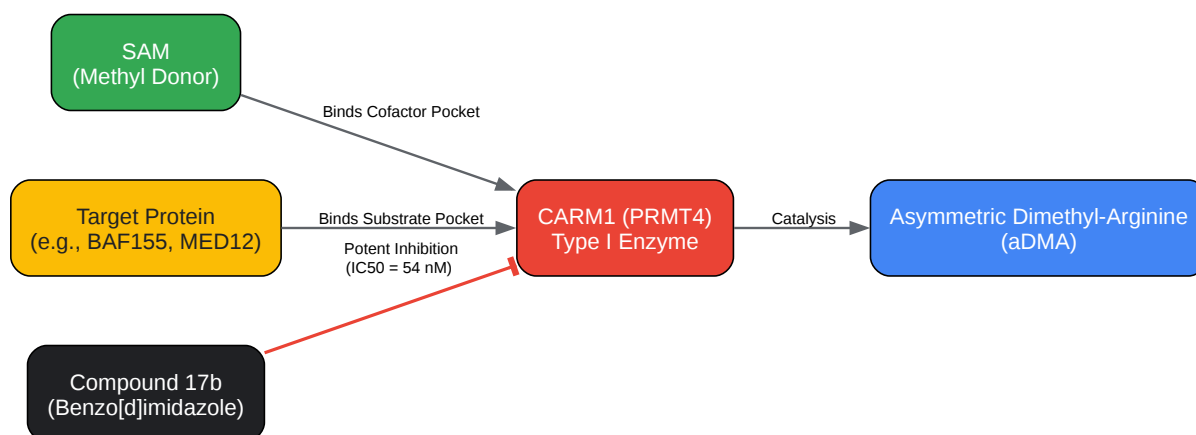 SAM
(Methyl Donor)
Binds Cofactor Pocket
Target Protein
(e.g., BAF155, MED12)
Binds Substrate Pocket
Potent Inhibition
(IC50 = 54 nM)
CARM1 (PRMT4)
Type I Enzyme
Catalysis
Asymmetric Dimethyl-Arginine
(aDMA)
Compound 17b
(Benzo[d]imidazole)